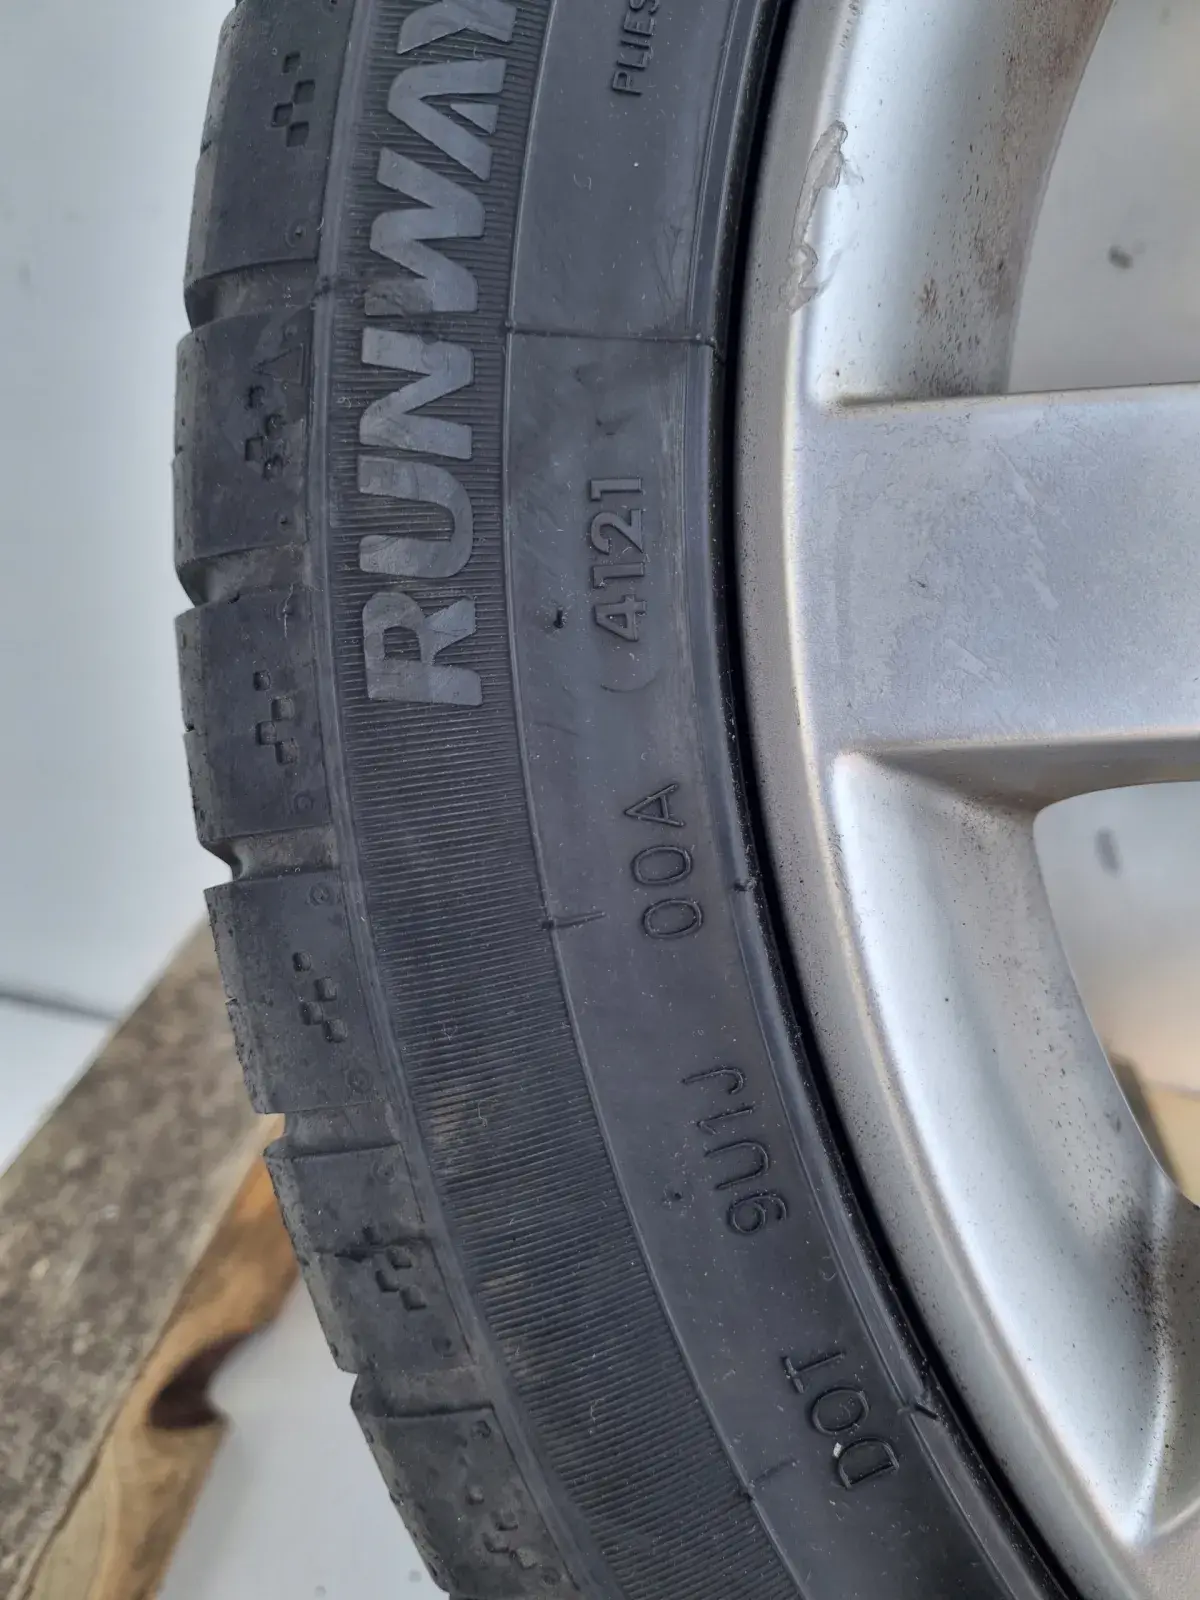 RUNWAY
PLIES
DOT 9U1J 00A 4121